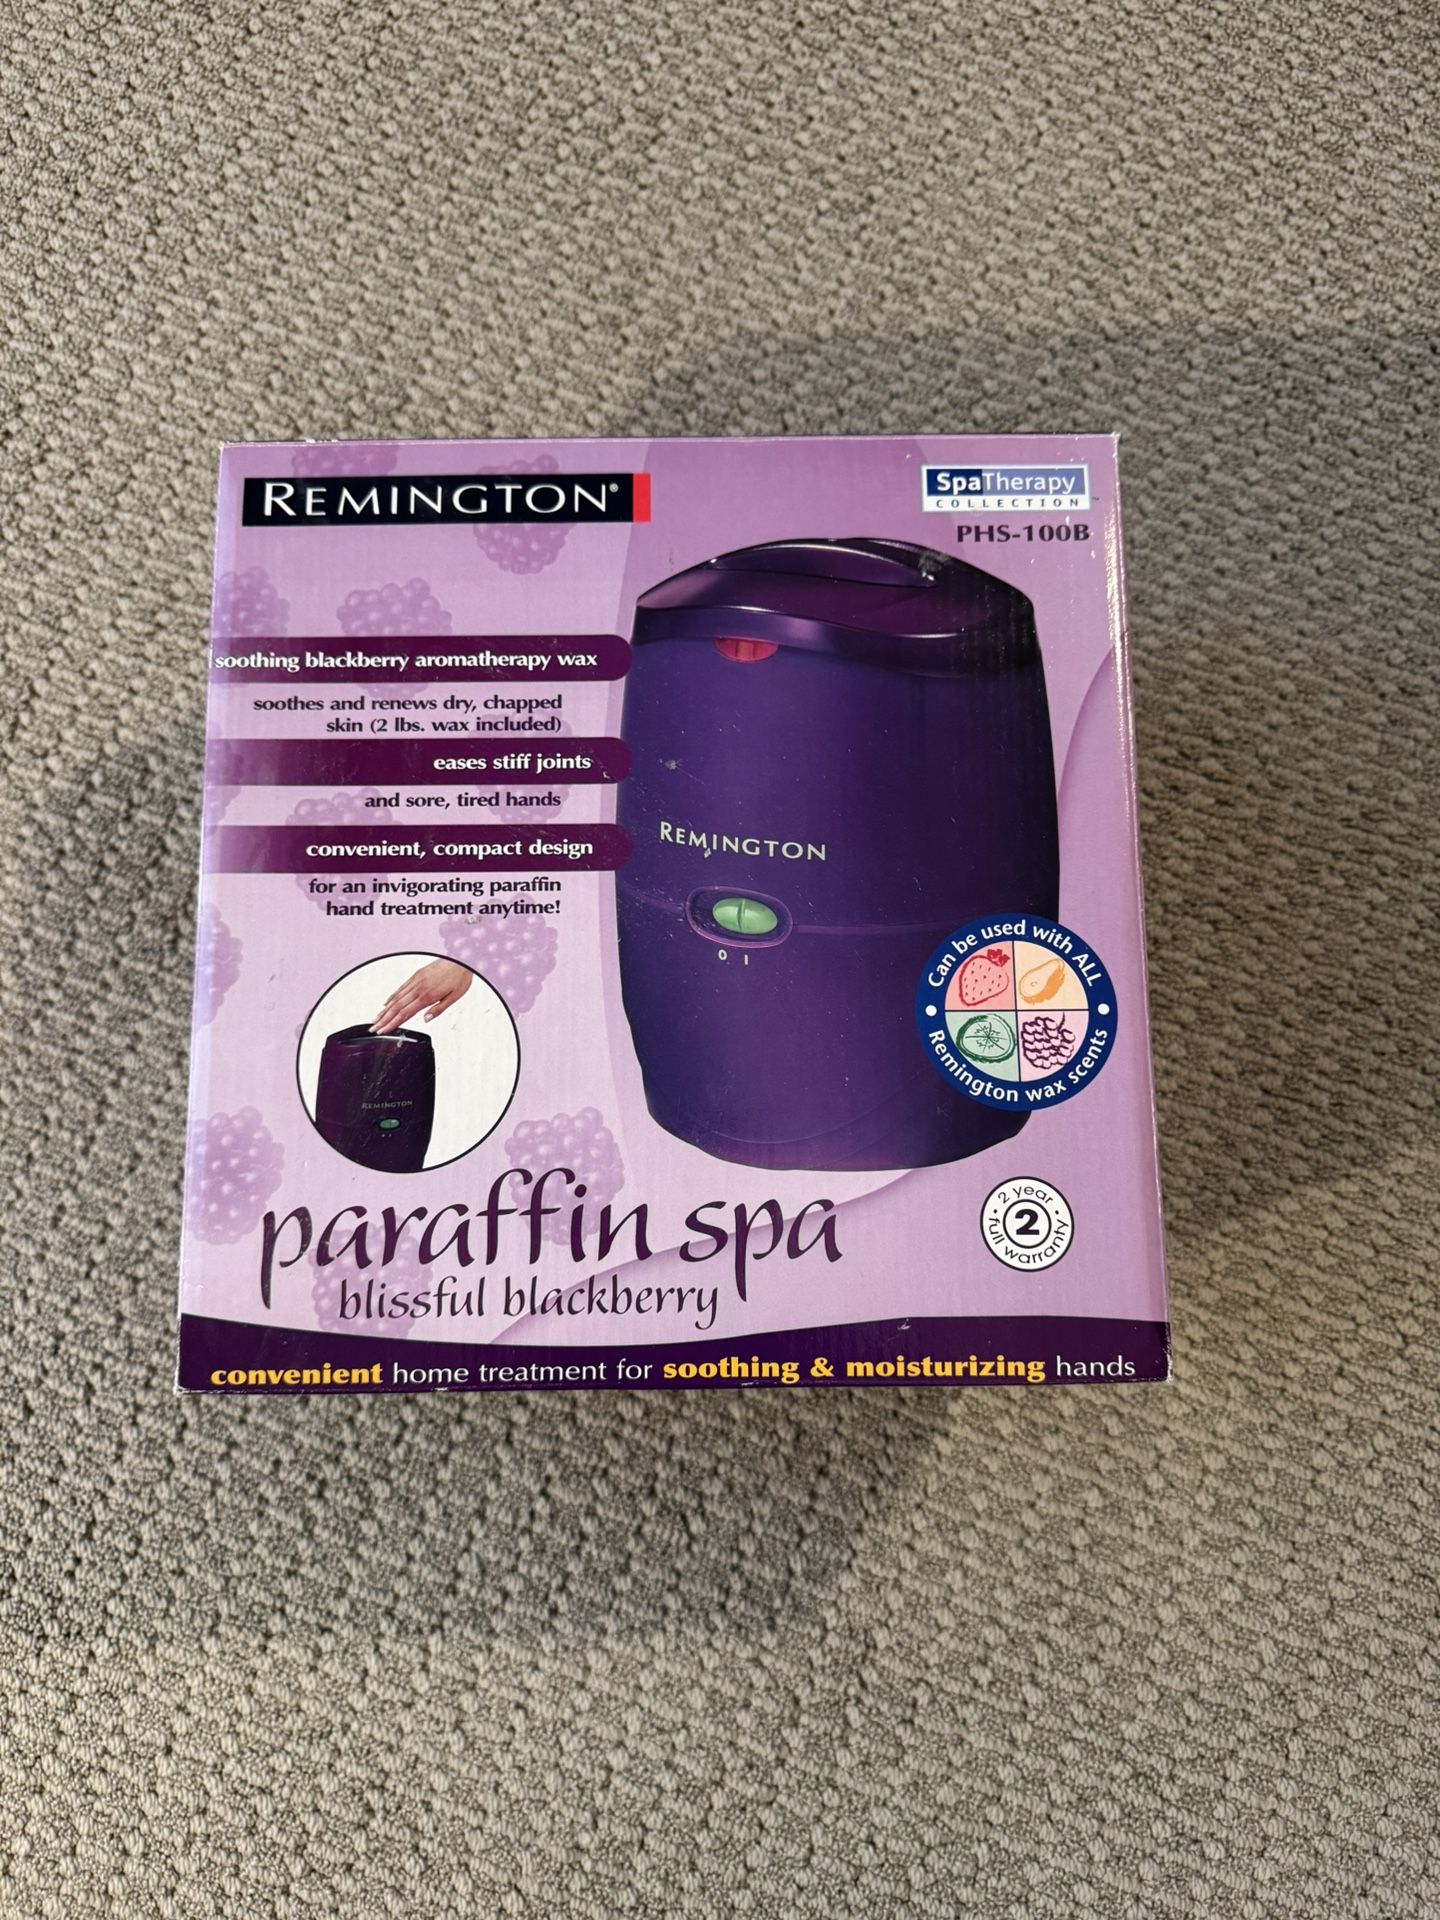 REMINGTON®
SpaTherapy
COLLECTION™
PHS-100B
soothing blackberry aromatherapy wax
soothes and renews dry, chapped
skin (2 lbs. wax included)
eases stiff joints
and sore, tired hands
convenient, compact design
for an invigorating paraffin
hand treatment anytime!
REMINGTON
0 I
Can be used with ALL
Remington wax scents
REMINGTON
paraffin spa
blissful blackberry
2 year
2
full warranty
convenient home treatment for soothing & moisturizing hands